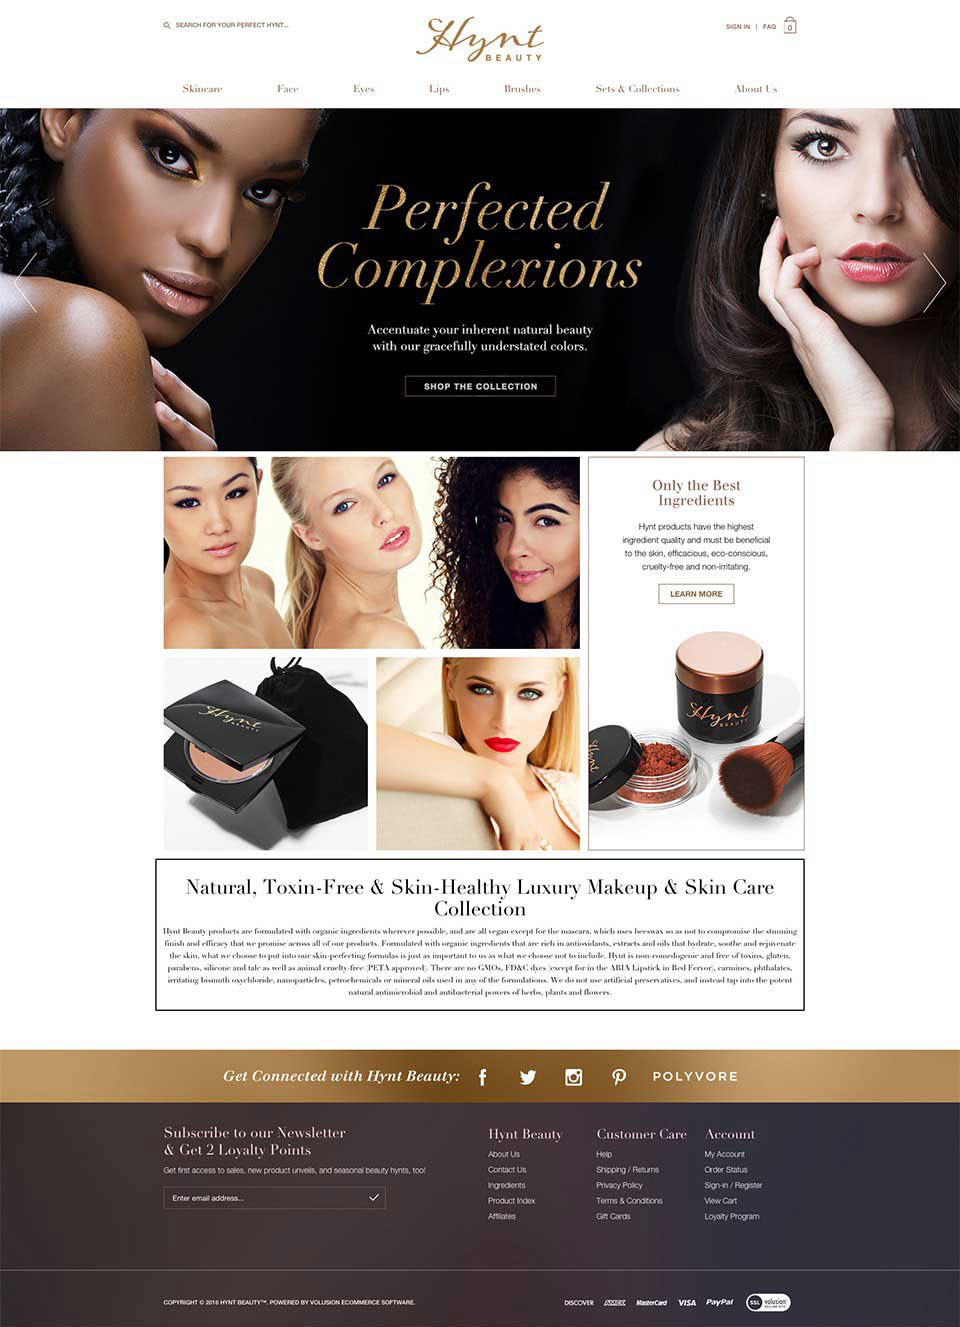 SEARCH FOR YOUR PERFECT HYNT...
Hynt
BEAUTY
SIGN IN | FAQ
0
Skincare
Face
Eyes
Lips
Brushes
Sets & Collections
About Us
Perfected
Complexions
Accentuate your inherent natural beauty
with our gracefully understated colors.
SHOP THE COLLECTION
Only the Best
Ingredients
Hynt products have the highest
ingredient quality and must be beneficial
to the skin, efficacious, eco-conscious,
cruelty-free and non-irritating.
LEARN MORE
Hynt
BEAUTY
Hynt
BEAUTY
Hynt
Natural, Toxin-Free & Skin-Healthy Luxury Makeup & Skin Care
Collection
Hynt Beauty products are formulated with organic ingredients wherever possible, and are all vegan except for the mascara, which uses beeswax so as not to compromise the stunning
finish and efficacy that we promise across all of our products. Formulated with organic ingredients that are rich in antioxidants, extracts and oils that hydrate, soothe and rejuvenate
the skin, what we choose to put into our skin-perfecting formulas is just as important to us as what we choose not to include. Hynt is non-comedogenic and free of toxins, gluten,
parabens, silicone and talc as well as animal cruelty-free (PETA approved). There are no GMOs, FD&C dyes (except for in the ARIA Lipstick in Red Fervor), carmines, phthalates,
irritating bismuth oxychloride, nanoparticles, petrochemicals or mineral oils used in any of the formulations. We do not use artificial preservatives, and instead tap into the potent
natural antimicrobial and antibacterial powers of herbs, plants and flowers.
Get Connected with Hynt Beauty:
POLYVORE
Subscribe to our Newsletter
& Get 2 Loyalty Points
Get first access to sales, new product unveils, and seasonal beauty hynts, too!
Enter email address...
Hynt Beauty
About Us
Contact Us
Ingredients
Product Index
Affiliates
Customer Care
Help
Shipping / Returns
Privacy Policy
Terms & Conditions
Gift Cards
Account
My Account
Order Status
Sign-in / Register
View Cart
Loyalty Program
COPYRIGHT © 2016 HYNT BEAUTY™. POWERED BY VOLUSION ECOMMERCE SOFTWARE.
DISCOVER AMEX MasterCard VISA PayPal SSL volusion SECURE SITE